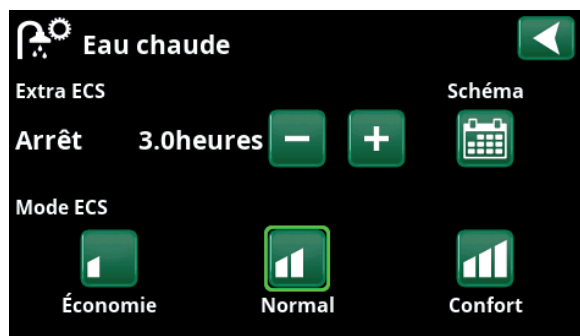 Eau chaude
Extra ECS Schéma
Arrêt 3.0heures
Mode ECS
Économie Normal Confort